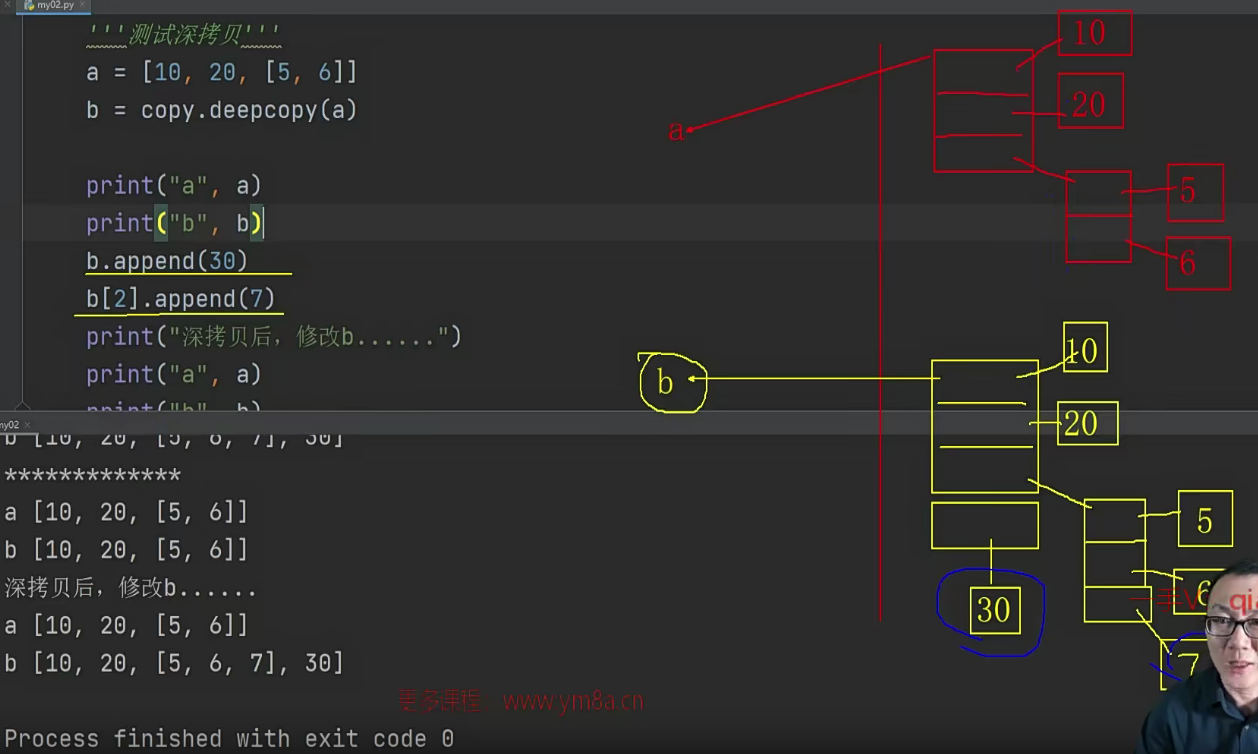 my02.py
'''测试深拷贝'''
a = [10, 20, [5, 6]]
b = copy.deepcopy(a)
print("a", a)
print("b", b)
b.append(30)
b[2].append(7)
print("深拷贝后，修改b......")
print("a", a)
print("b", b)
a
10
20
5
6
b
10
20
5
6
30
7
my02
b [10, 20, [5, 6, 7], 30]
*************
a [10, 20, [5, 6]]
b [10, 20, [5, 6]]
深拷贝后，修改b......
a [10, 20, [5, 6]]
b [10, 20, [5, 6, 7], 30]
更多课程 www.ym8a.cn
Process finished with exit code 0